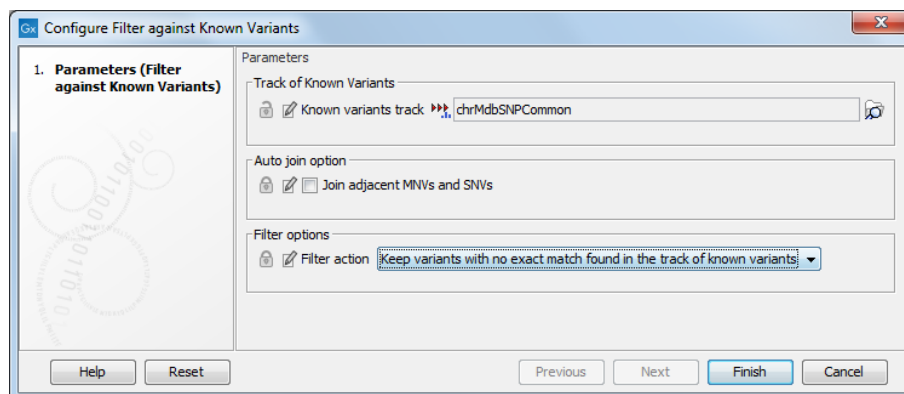 Gx Configure Filter against Known Variants
X
1. Parameters (Filter
against Known Variants)
Parameters
Track of Known Variants
Known variants track chrMdbSNPCommon
Auto join option
Join adjacent MNVs and SNVs
Filter options
Filter action Keep variants with no exact match found in the track of known variants
Help Reset Previous Next Finish Cancel